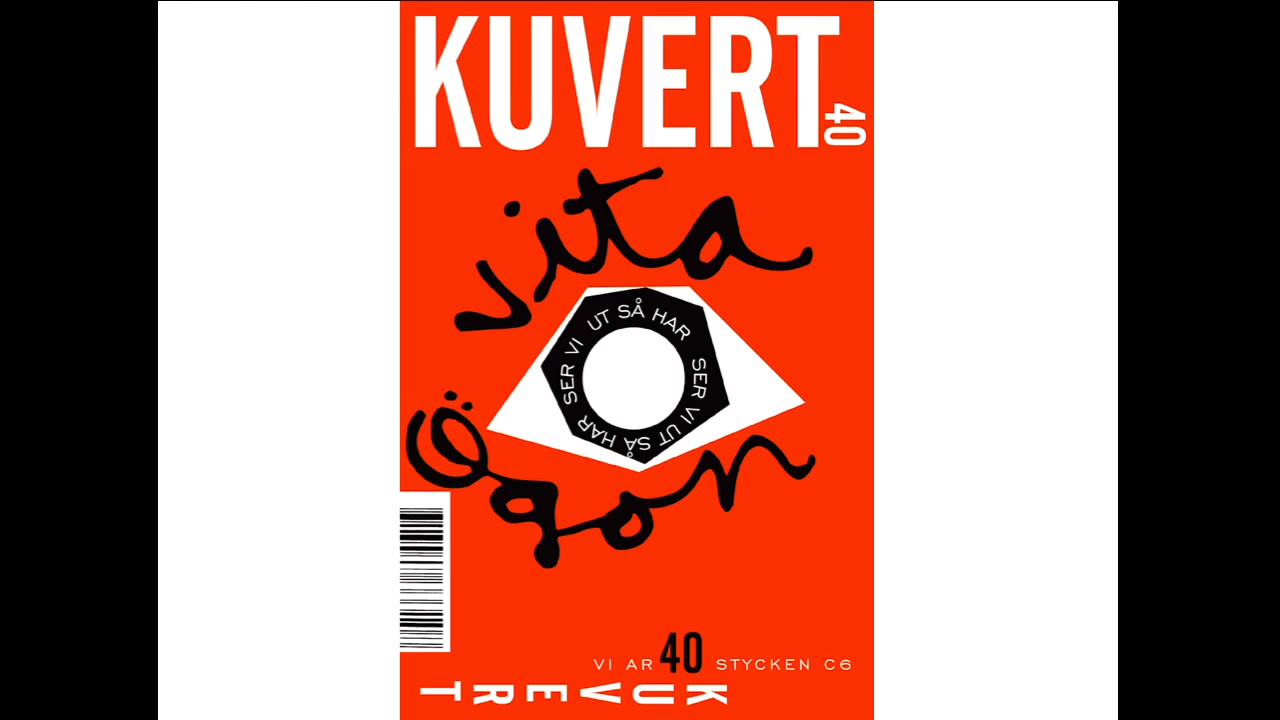 KUVERT
40
vita
SER VI UT SÅ HAR SER VI UT SÅ HAR
Ögon
VI AR 40 STYCKEN C6
KUVERT